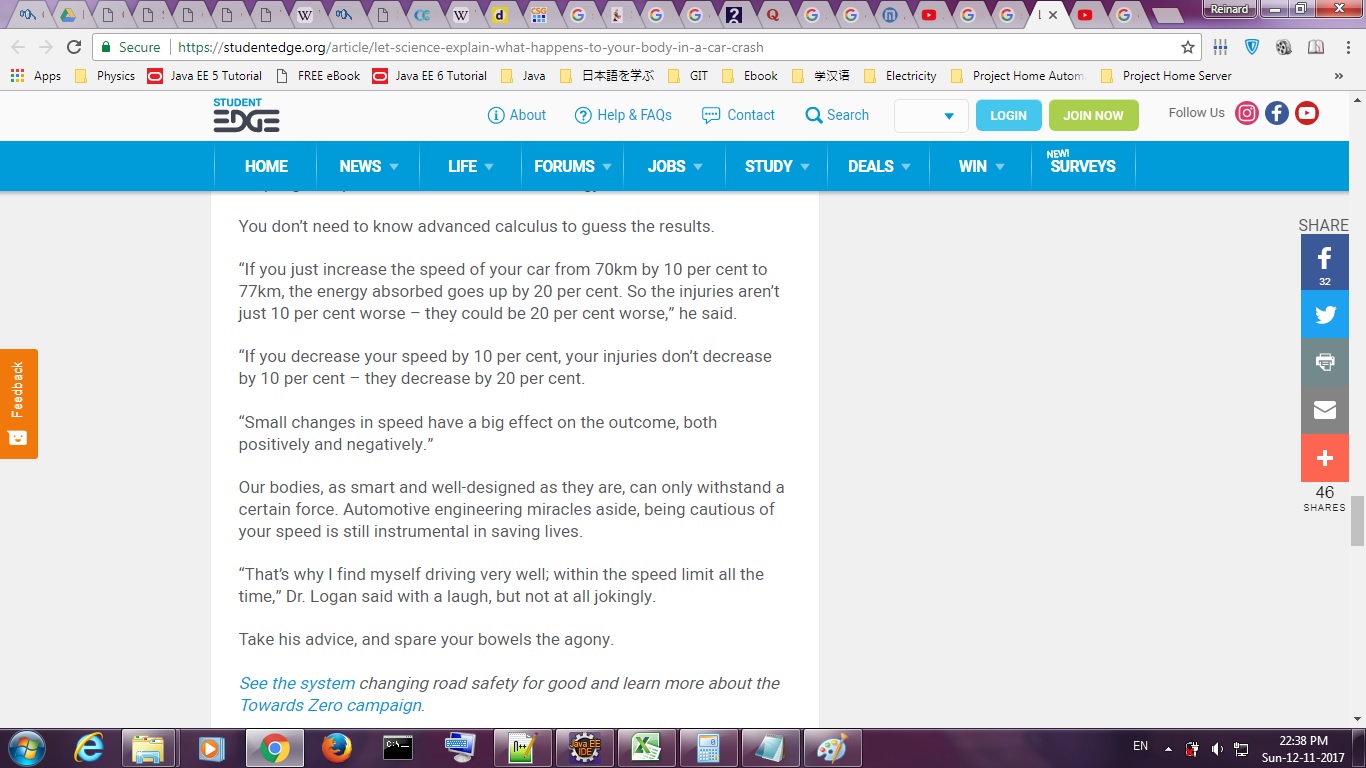 Reinard
Secure https://studentedge.org/article/let-science-explain-what-happens-to-your-body-in-a-car-crash
Apps Physics Java EE 5 Tutorial FREE eBook Java EE 6 Tutorial Java 日本語を学ぶ GIT Ebook 学汉语 Electricity Project Home Autom Project Home Server »
STUDENT
EDGE
About Help & FAQs Contact Search LOGIN JOIN NOW Follow Us
HOME NEWS LIFE FORUMS JOBS STUDY DEALS WIN NEW! SURVEYS
You don’t need to know advanced calculus to guess the results.
“If you just increase the speed of your car from 70km by 10 per cent to
77km, the energy absorbed goes up by 20 per cent. So the injuries aren’t
just 10 per cent worse – they could be 20 per cent worse,” he said.
“If you decrease your speed by 10 per cent, your injuries don’t decrease
by 10 per cent – they decrease by 20 per cent.
“Small changes in speed have a big effect on the outcome, both
positively and negatively.”
Our bodies, as smart and well-designed as they are, can only withstand a
certain force. Automotive engineering miracles aside, being cautious of
your speed is still instrumental in saving lives.
“That’s why I find myself driving very well; within the speed limit all the
time,” Dr. Logan said with a laugh, but not at all jokingly.
Take his advice, and spare your bowels the agony.
See the system changing road safety for good and learn more about the
Towards Zero campaign.
Feedback
SHARE
32
46
SHARES
EN
22:38 PM
Sun-12-11-2017